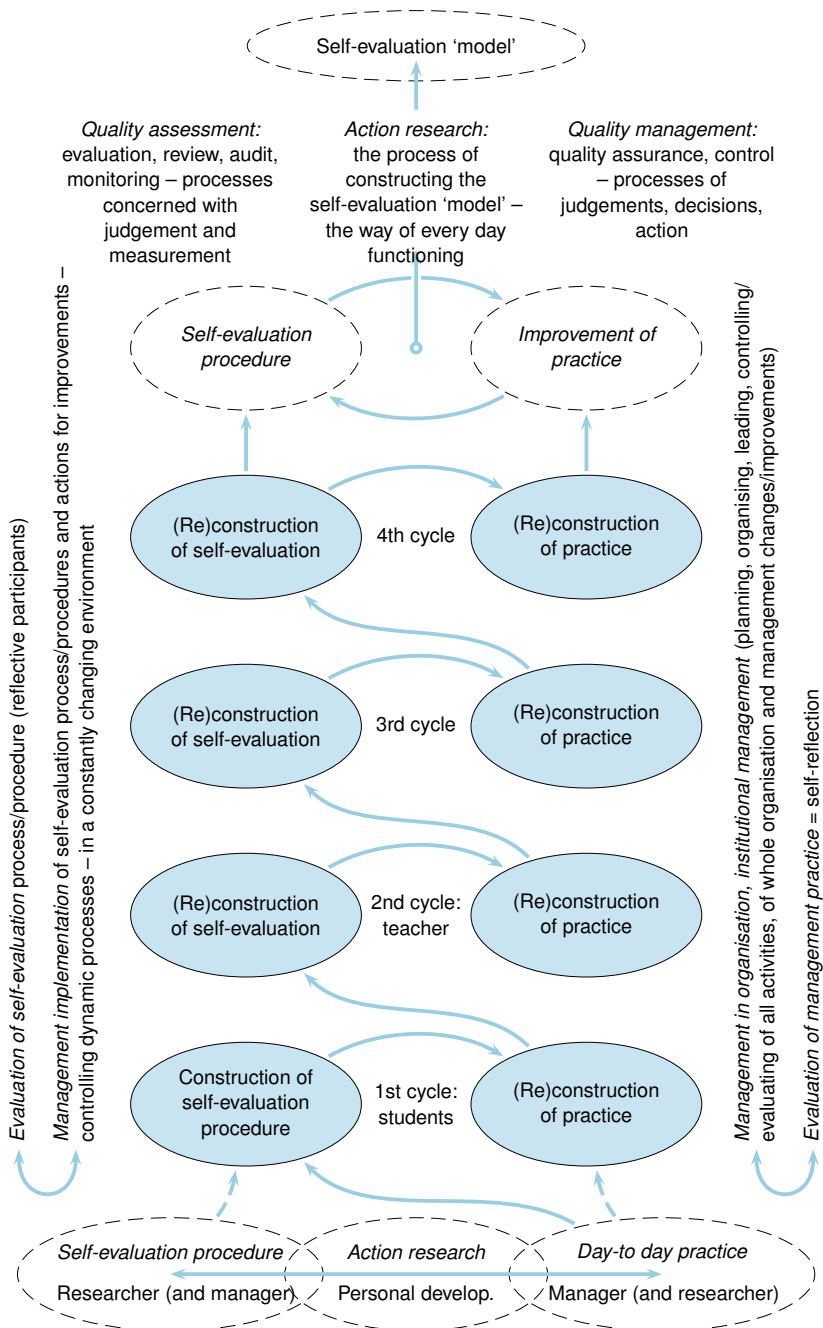 Self-evaluation ‘model’
Quality assessment:
evaluation, review, audit,
monitoring – processes
concerned with
judgement and
measurement
Action research:
the process of
constructing the
self-evaluation ‘model’ –
the way of every day
functioning
Quality management:
quality assurance, control
– processes of
judgements, decisions,
action
Self-evaluation
procedure
Improvement of
practice
(Re)construction
of self-evaluation
4th cycle
(Re)construction
of practice
(Re)construction
of self-evaluation
3rd cycle
(Re)construction
of practice
(Re)construction
of self-evaluation
2nd cycle:
teacher
(Re)construction
of practice
Construction of
self-evaluation
procedure
1st cycle:
students
(Re)construction
of practice
Evaluation of self-evaluation process/procedure (reflective participants)
Management implementation of self-evaluation process/procedures and actions for improvements –
controlling dynamic processes – in a constantly changing environment
Management in organisation, institutional management (planning, organising, leading, controlling/
evaluating of all activities, of whole organisation and management changes/improvements)
Evaluation of management practice = self-reflection
Self-evaluation procedure
Researcher (and manager)
Action research
Personal develop.
Day-to day practice
Manager (and researcher)